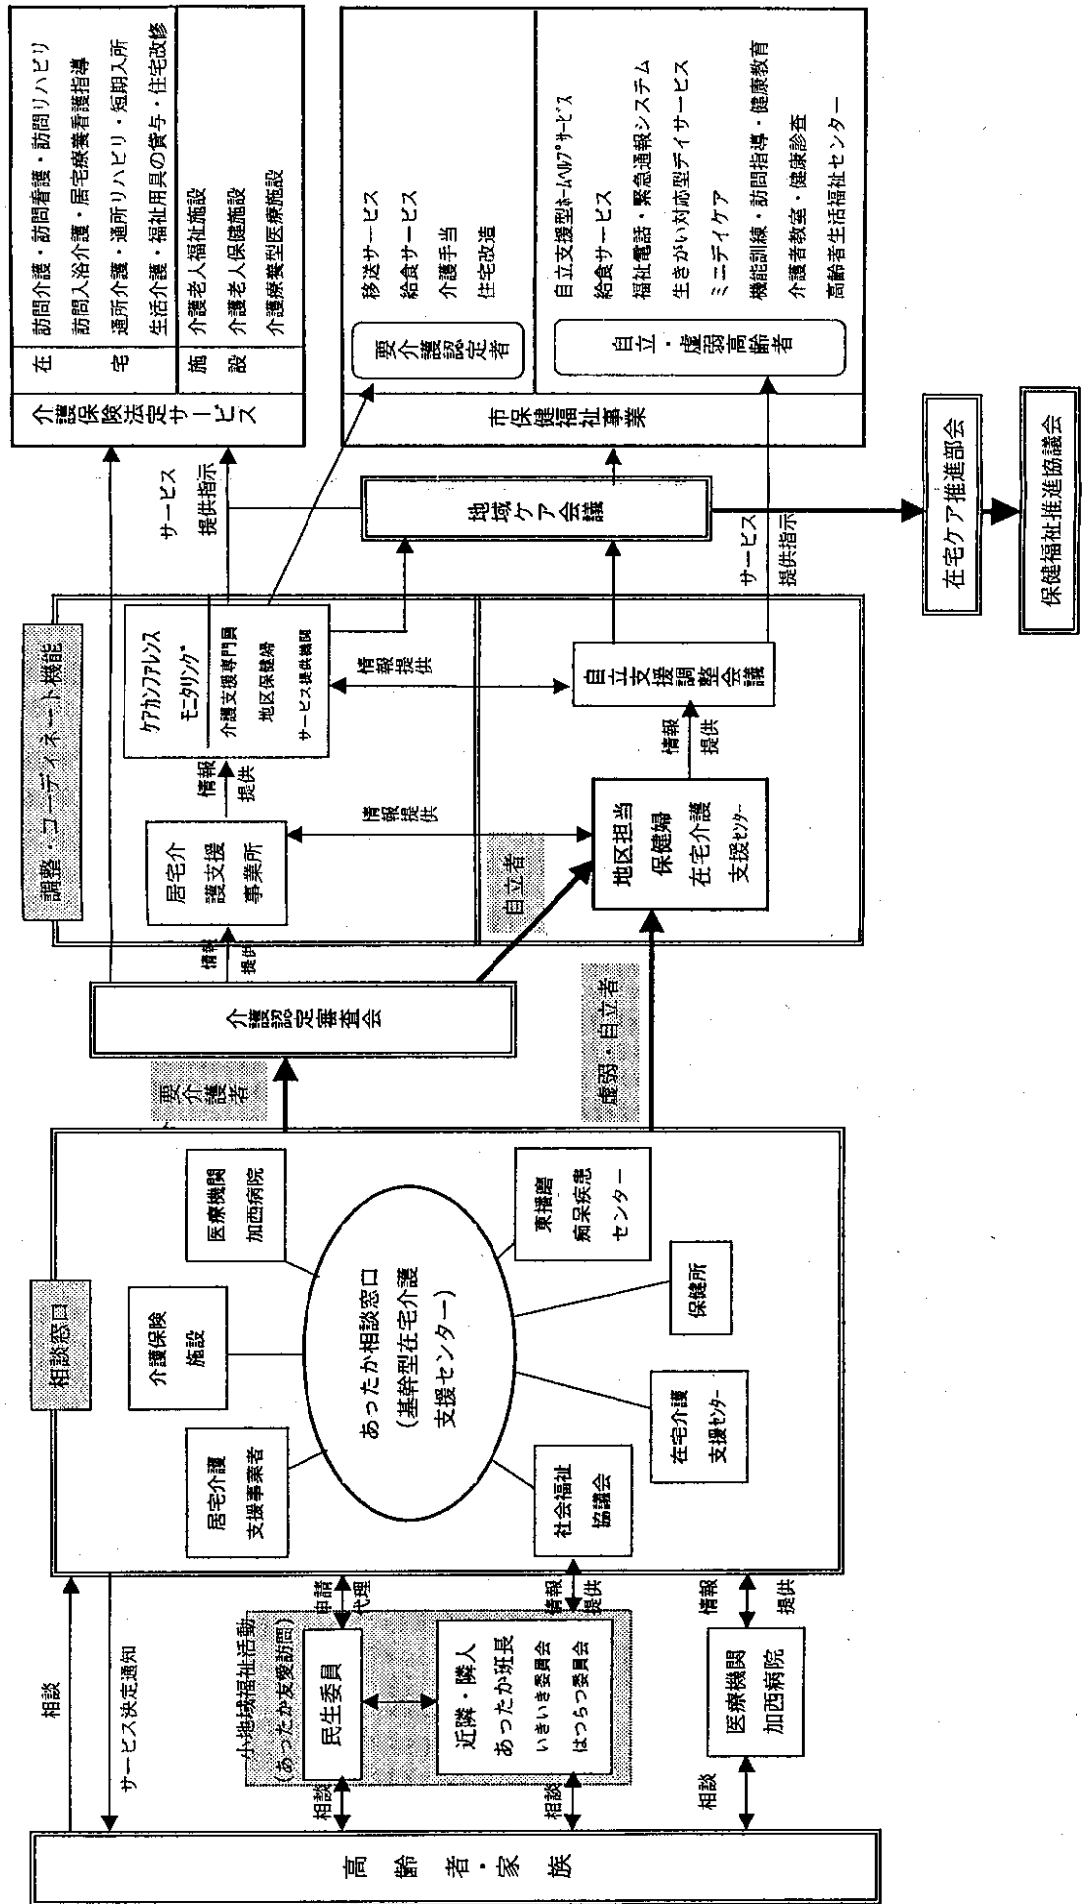 高齢者・家族
相談
サービス決定通知
小地域福祉活動
(あったか友愛訪問)
相談
民生委員
申請
代理
相談
近隣・隣人
あったか班長
いきいき委員会
はつらつ委員会
情報
提供
相談
医療機関
加西病院
情報
提供
相談窓口
居宅介護
支援事業者
介護保険
施設
医療機関
加西病院
あったか相談窓口
(基幹型在宅介護
支援センター)
社会福祉
協議会
在宅介護
支援センター
保健所
東播磨
痴呆疾患
センター
要介護者
虚弱・自立者
介護認定審査会
情報
提供
自立者
調整・コーディネート機能
居宅介
護支援
事業所
情報
提供
ケアカンファレンス
モニタリング
介護支援専門員
地区保健婦
サービス提供機関
情報
提供
情報
提供
地区担当
保健婦
在宅介護
支援センター
情報
提供
自立支援調整会議
サービス
提供指示
地域ケア会議
サービス
提供指示
介護保険法定サービス
在宅
訪問介護・訪問看護・訪問リハビリ
訪問入浴介護・居宅療養看護指導
通所介護・通所リハビリ・短期入所
生活介護・福祉用具の貸与・住宅改修
施設
介護老人福祉施設
介護老人保健施設
介護療養型医療施設
市保健福祉事業
要介護認定者
移送サービス
給食サービス
介護手当
住宅改造
自立・虚弱高齢者
自立支援型ホームヘルプサービス
給食サービス
福祉電話・緊急通報システム
生きがい対応型デイサービス
ミニデイケア
機能訓練・訪問指導・健康教育
介護者教室・健康診査
高齢者生活福祉センター
在宅ケア推進部会
保健福祉推進協議会